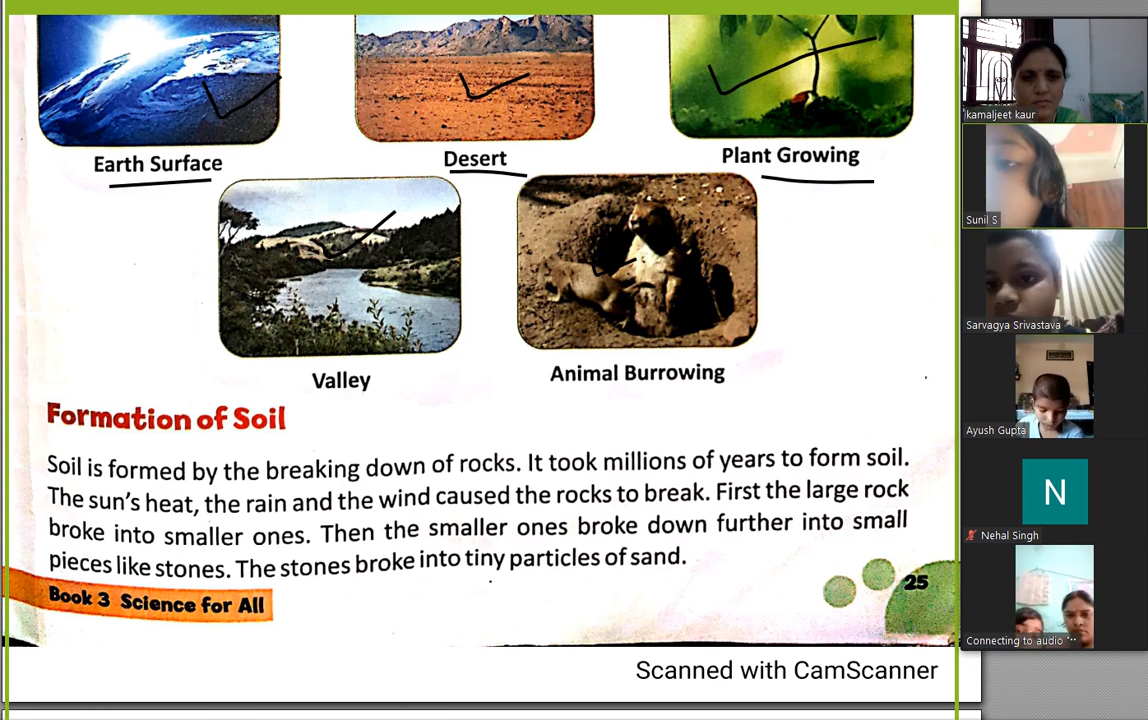 Earth Surface
Desert
Plant Growing
Valley
Animal Burrowing
Formation of Soil
Soil is formed by the breaking down of rocks. It took millions of years to form soil.
The sun's heat, the rain and the wind caused the rocks to break. First the large rock
broke into smaller ones. Then the smaller ones broke down further into small
pieces like stones. The stones broke into tiny particles of sand.
Book 3 Science for All
25
Scanned with CamScanner
kamaljeet kaur
Sunil S
Sarvagya Srivastava
Ayush Gupta
N
Nehal Singh
Connecting to audio